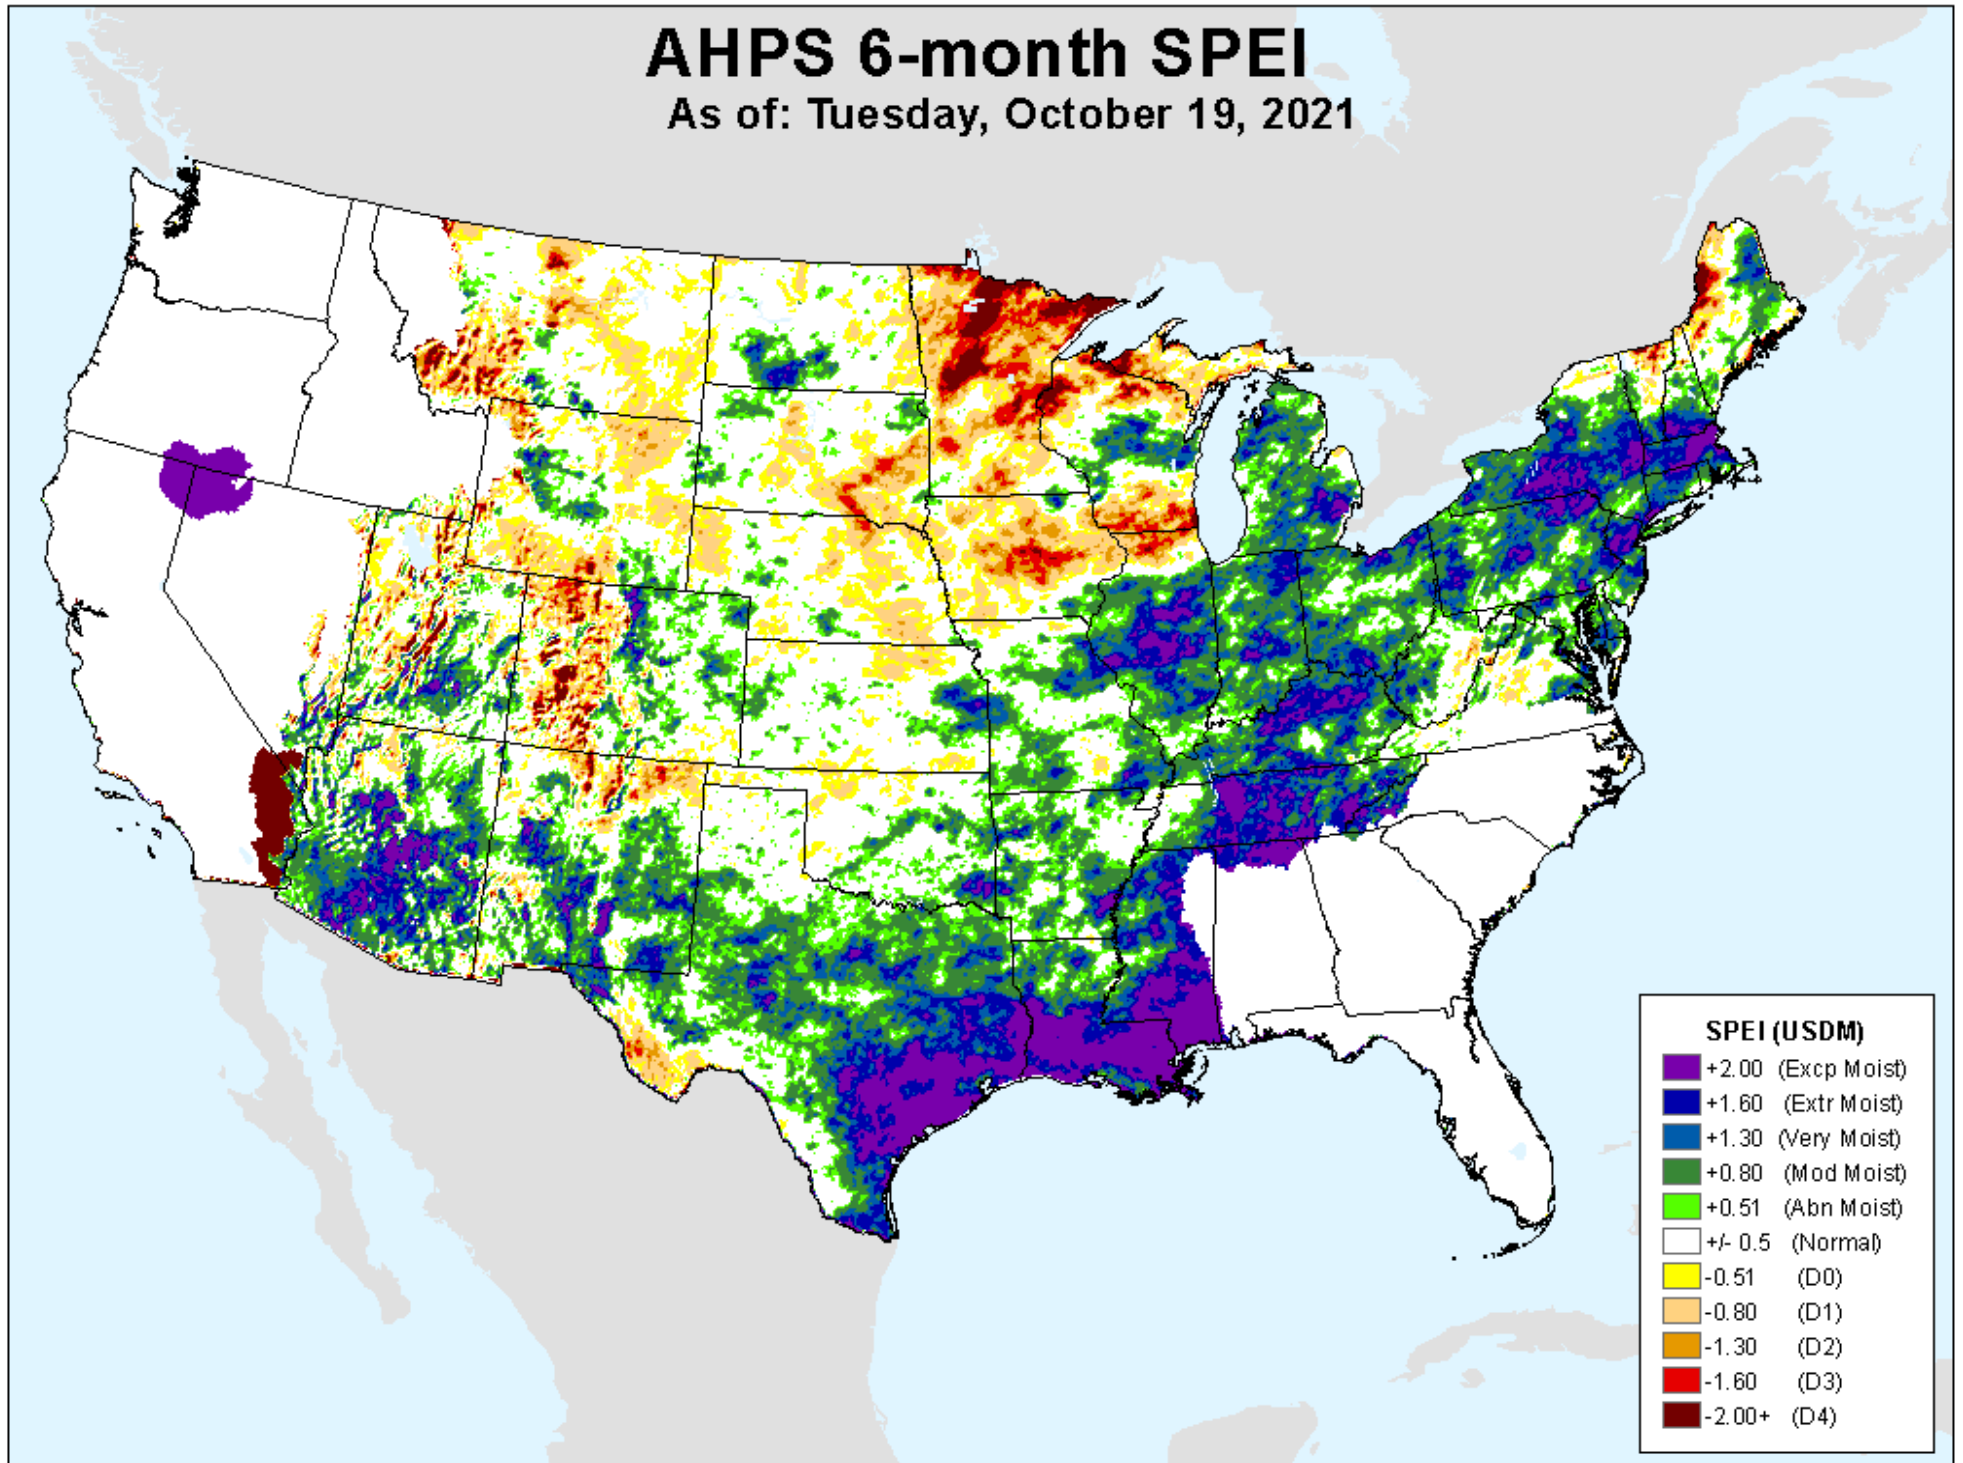 AHPS 6-month SPEI
As of: Tuesday, October 19, 2021
SPEI (USDM)
+2.00 (Excp Moist)
+1.60 (Extr Moist)
+1.30 (Very Moist)
+0.80 (Mod Moist)
+0.51 (Abn Moist)
+/- 0.5 (Normal)
-0.51 (D0)
-0.80 (D1)
-1.30 (D2)
-1.60 (D3)
-2.00+ (D4)